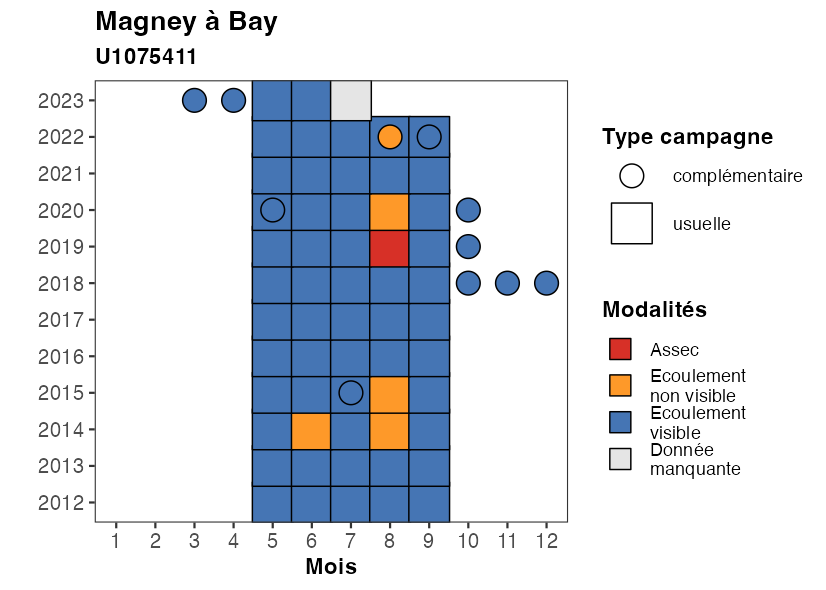 Magney à Bay
U1075411
2023
2022
2021
2020
2019
2018
2017
2016
2015
2014
2013
2012
1 2 3 4 5 6 7 8 9 10 11 12
Mois
Type campagne
complémentaire
usuelle
Modalités
Assec
Ecoulement
non visible
Ecoulement
visible
Donnée
manquante